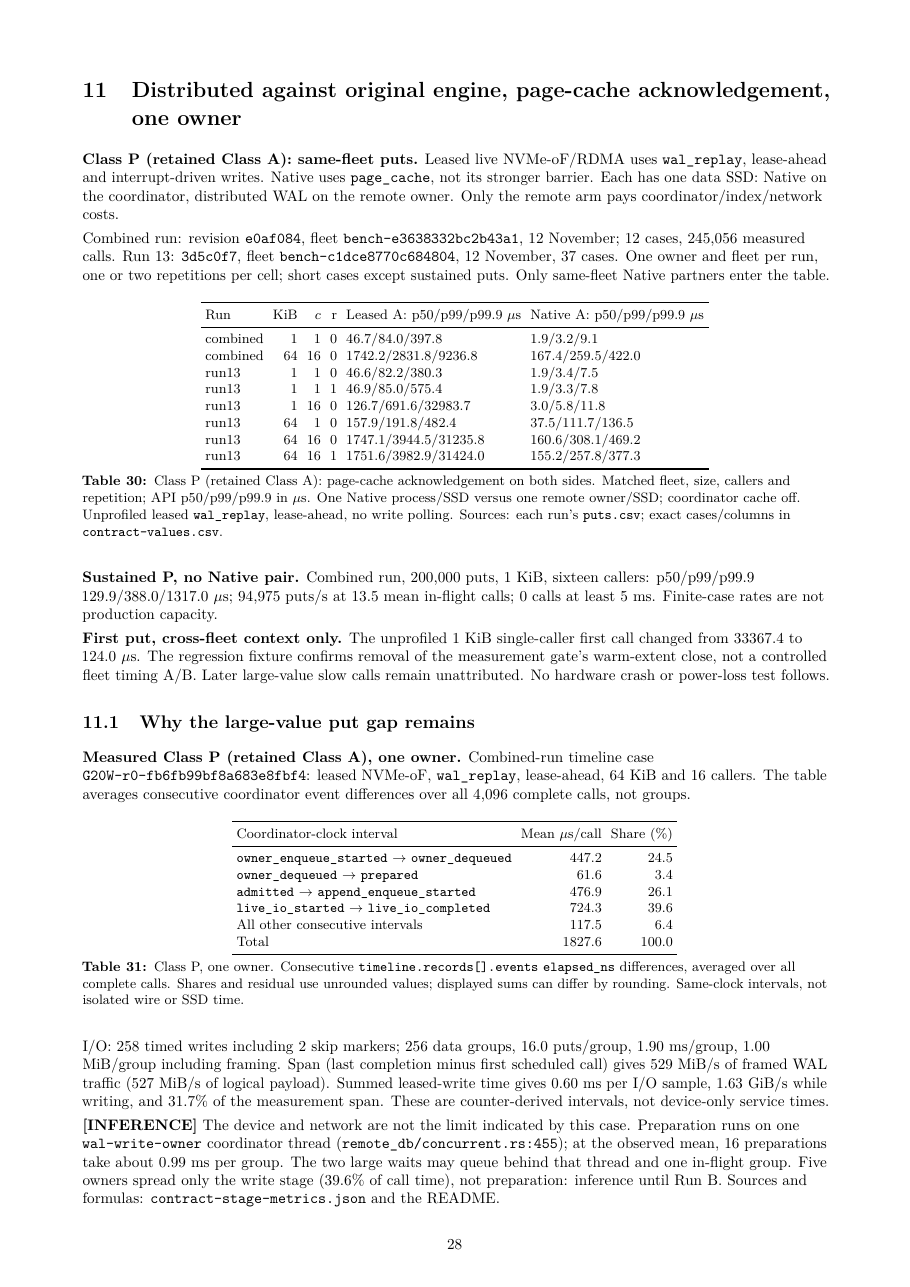 11 Distributed against original engine, page-cache acknowledgement,
one owner
Class P (retained Class A): same-fleet puts. Leased live NVMe-oF/RDMA uses wal_replay, lease-ahead
and interrupt-driven writes. Native uses page_cache, not its stronger barrier. Each has one data SSD: Native on
the coordinator, distributed WAL on the remote owner. Only the remote arm pays coordinator/index/network
costs.
Combined run: revision e0af084, fleet bench-e3638332bc2b43a1, 12 November; 12 cases, 245,056 measured
calls. Run 13: 3d5c0f7, fleet bench-c1dce8770c684804, 12 November, 37 cases. One owner and fleet per run,
one or two repetitions per cell; short cases except sustained puts. Only same-fleet Native partners enter the table.
Run KiB c r Leased A: p50/p99/p99.9 μs Native A: p50/p99/p99.9 μs
combined 1 1 0 46.7/84.0/397.8 1.9/3.2/9.1
combined 64 16 0 1742.2/2831.8/9236.8 167.4/259.5/422.0
run13 1 1 0 46.6/82.2/380.3 1.9/3.4/7.5
run13 1 1 1 46.9/85.0/575.4 1.9/3.3/7.8
run13 1 16 0 126.7/691.6/32983.7 3.0/5.8/11.8
run13 64 1 0 157.9/191.8/482.4 37.5/111.7/136.5
run13 64 16 0 1747.1/3944.5/31235.8 160.6/308.1/469.2
run13 64 16 1 1751.6/3982.9/31424.0 155.2/257.8/377.3
Table 30: Class P (retained Class A): page-cache acknowledgement on both sides. Matched fleet, size, callers and
repetition; API p50/p99/p99.9 in μs. One Native process/SSD versus one remote owner/SSD; coordinator cache off.
Unprofiled leased wal_replay, lease-ahead, no write polling. Sources: each run's puts.csv; exact cases/columns in
contract-values.csv.
Sustained P, no Native pair. Combined run, 200,000 puts, 1 KiB, sixteen callers: p50/p99/p99.9
129.9/388.0/1317.0 μs; 94,975 puts/s at 13.5 mean in-flight calls; 0 calls at least 5 ms. Finite-case rates are not
production capacity.
First put, cross-fleet context only. The unprofiled 1 KiB single-caller first call changed from 33367.4 to
124.0 μs. The regression fixture confirms removal of the measurement gate's warm-extent close, not a controlled
fleet timing A/B. Later large-value slow calls remain unattributed. No hardware crash or power-loss test follows.
11.1 Why the large-value put gap remains
Measured Class P (retained Class A), one owner. Combined-run timeline case
G20W-r0-fb6fb99bf8a683e8fbf4: leased NVMe-oF, wal_replay, lease-ahead, 64 KiB and 16 callers. The table
averages consecutive coordinator event differences over all 4,096 complete calls, not groups.
Coordinator-clock interval Mean μs/call Share (%)
owner_enqueue_started → owner_dequeued 447.2 24.5
owner_dequeued → prepared 61.6 3.4
admitted → append_enqueue_started 476.9 26.1
live_io_started → live_io_completed 724.3 39.6
All other consecutive intervals 117.5 6.4
Total 1827.6 100.0
Table 31: Class P, one owner. Consecutive timeline.records[].events elapsed_ns differences, averaged over all
complete calls. Shares and residual use unrounded values; displayed sums can differ by rounding. Same-clock intervals, not
isolated wire or SSD time.
I/O: 258 timed writes including 2 skip markers; 256 data groups, 16.0 puts/group, 1.90 ms/group, 1.00
MiB/group including framing. Span (last completion minus first scheduled call) gives 529 MiB/s of framed WAL
traffic (527 MiB/s of logical payload). Summed leased-write time gives 0.60 ms per I/O sample, 1.63 GiB/s while
writing, and 31.7% of the measurement span. These are counter-derived intervals, not device-only service times.
[INFERENCE] The device and network are not the limit indicated by this case. Preparation runs on one
wal-write-owner coordinator thread (remote_db/concurrent.rs:455); at the observed mean, 16 preparations
take about 0.99 ms per group. The two large waits may queue behind that thread and one in-flight group. Five
owners spread only the write stage (39.6% of call time), not preparation: inference until Run B. Sources and
formulas: contract-stage-metrics.json and the README.
28